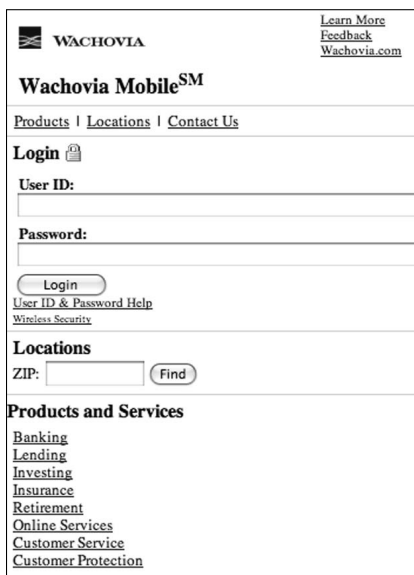 Learn More
Feedback
Wachovia.com
WACHOVIA
Wachovia Mobile SM
Products | Locations | Contact Us
Login
User ID:
Password:
Login
User ID & Password Help
Wireless Security
Locations
ZIP: Find
Products and Services
Banking
Lending
Investing
Insurance
Retirement
Online Services
Customer Service
Customer Protection